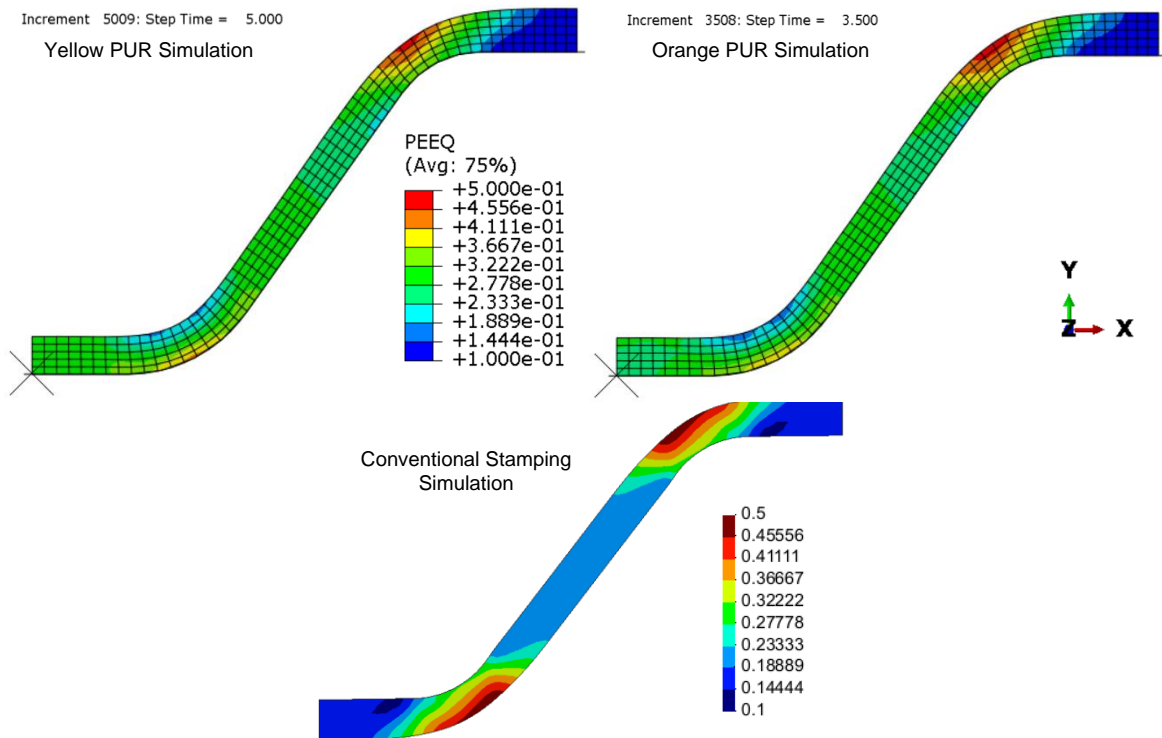 Increment 5009: Step Time = 5.000
Yellow PUR Simulation
Increment 3508: Step Time = 3.500
Orange PUR Simulation
PEEQ
(Avg: 75%)
+5.000e-01
+4.556e-01
+4.111e-01
+3.667e-01
+3.222e-01
+2.778e-01
+2.333e-01
+1.889e-01
+1.444e-01
+1.000e-01
Y
Z X
Conventional Stamping
Simulation
0.5
0.45556
0.41111
0.36667
0.32222
0.27778
0.23333
0.18889
0.14444
0.1